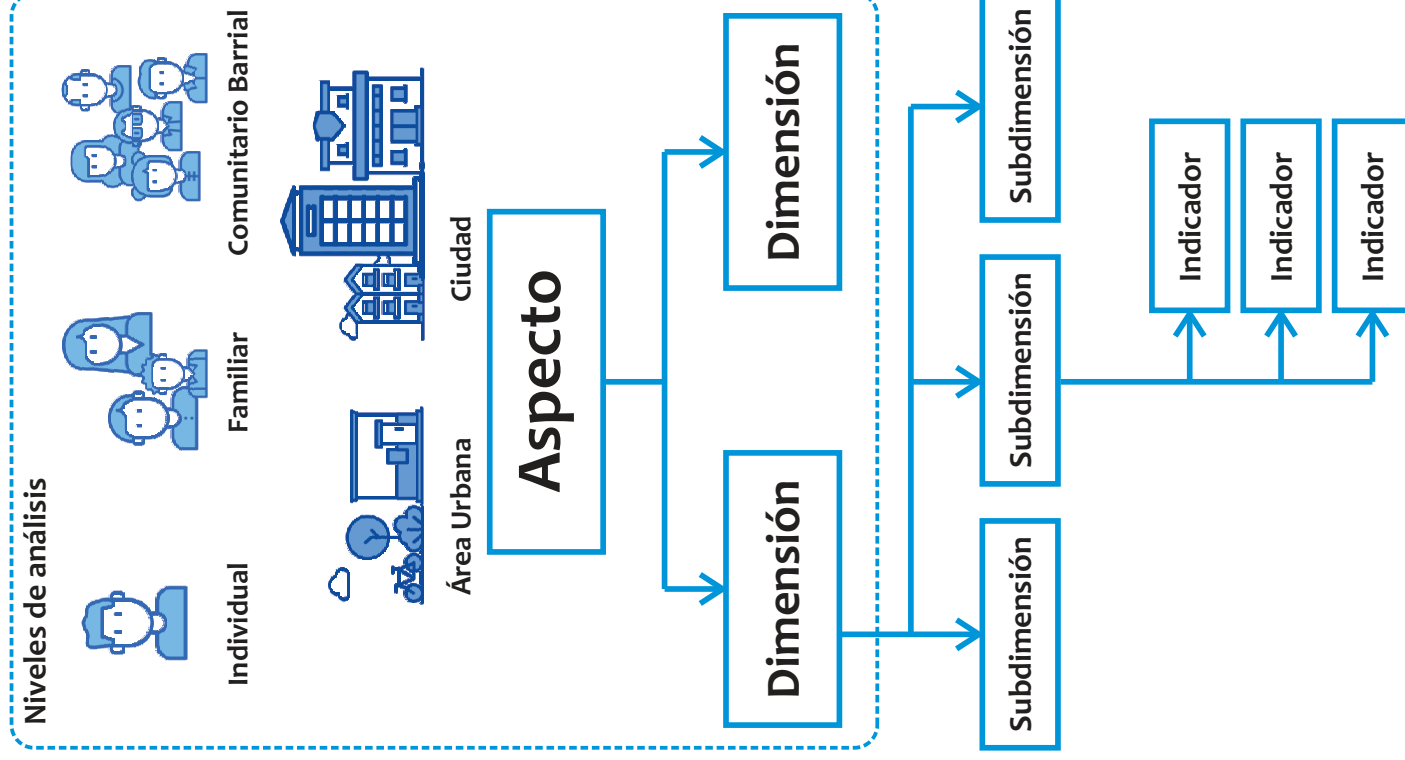 Niveles de análisis
Individual
Familiar
Comunitario Barrial
Área Urbana
Ciudad
Aspecto
Dimensión
Dimensión
Subdimensión
Subdimensión
Subdimensión
Indicador
Indicador
Indicador